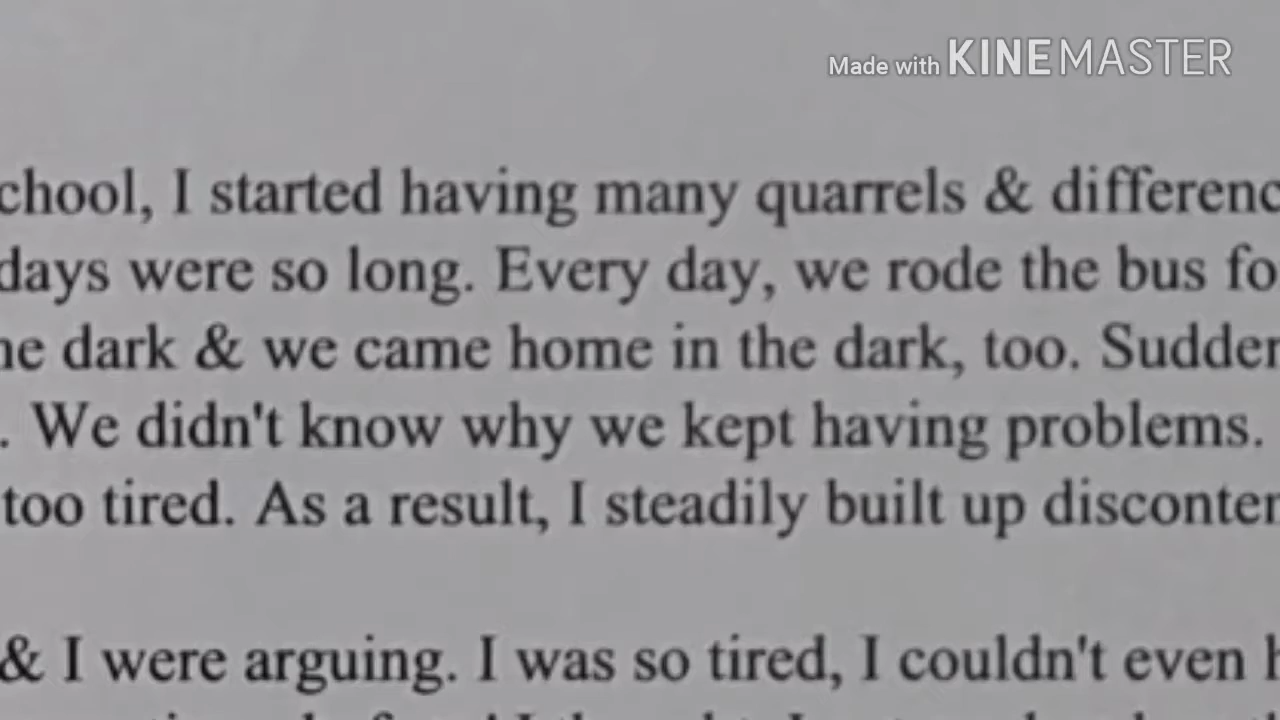 Made with KINEMASTER
chool, I started having many quarrels & differenc
days were so long. Every day, we rode the bus fo
he dark & we came home in the dark, too. Sudden
. We didn't know why we kept having problems.
too tired. As a result, I steadily built up disconten
& I were arguing. I was so tired, I couldn't even h